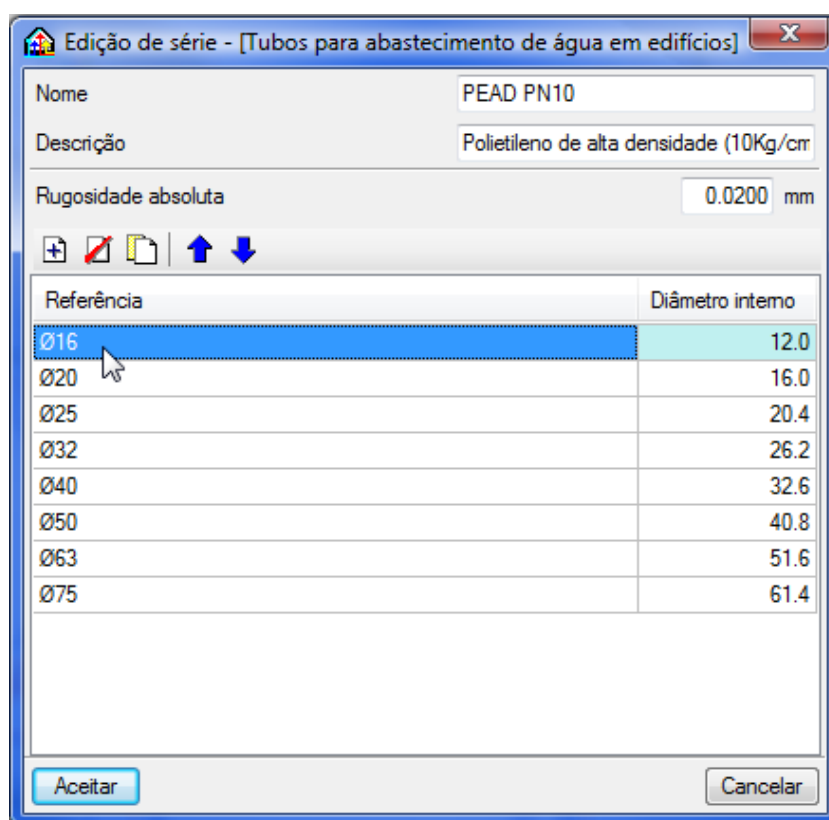 Edição de série - [Tubos para abastecimento de água em edifícios]
Nome PEAD PN10
Descrição Polietileno de alta densidade (10Kg/cm
Rugosidade absoluta 0.0200 mm
Referência Diâmetro interno
Ø16 12.0
Ø20 16.0
Ø25 20.4
Ø32 26.2
Ø40 32.6
Ø50 40.8
Ø63 51.6
Ø75 61.4
Aceitar Cancelar